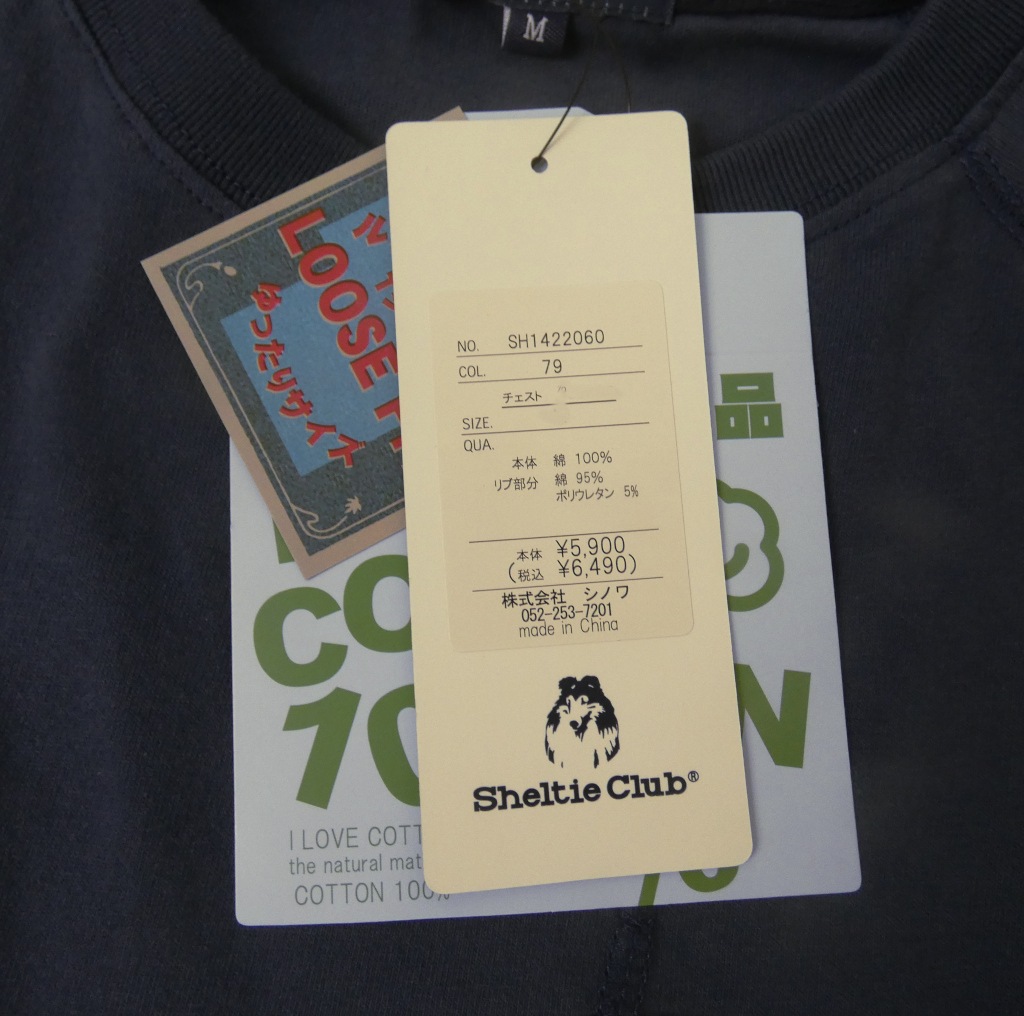 M
LOOSE
ゆったりサイズ
NO. SH1422060
COL. 79
チェスト
SIZE.
QUA.
本体 綿 100%
リブ部分 綿 95%
ポリウレタン 5%
本体 ¥5,900
(税込 ¥6,490)
株式会社 シノワ
052-253-7201
made in China
Sheltie Club®
品
CO
N
10
%
I LOVE COTT
the natural mat
COTTON 100%